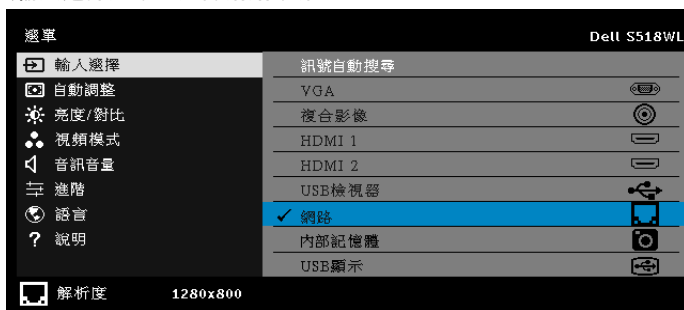 選單 Dell S518WL
輸入選擇
自動調整
亮度/對比
視頻模式
音訊音量
進階
語言
? 說明
訊號自動搜尋
VGA
複合影像
HDMI 1
HDMI 2
USB檢視器
網路
內部記憶體
USB顯示
解析度 1280x800